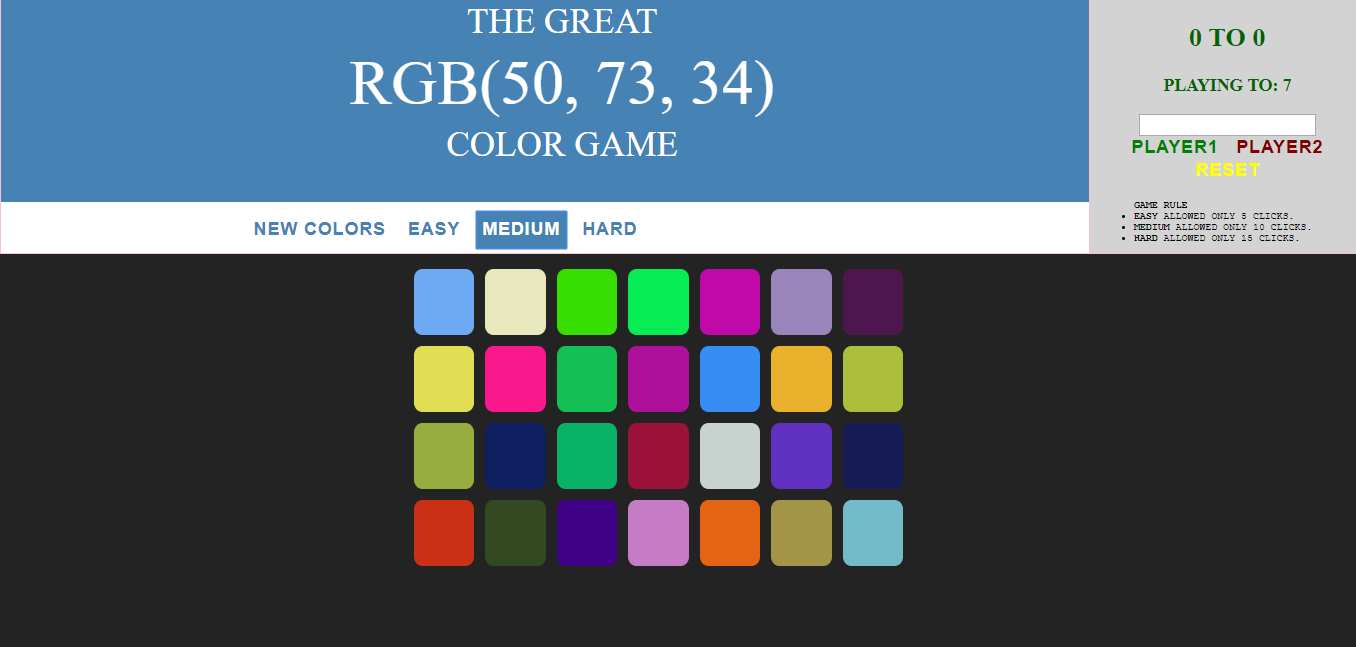 THE GREAT
RGB(50, 73, 34)
COLOR GAME
NEW COLORS EASY MEDIUM HARD
0 TO 0
PLAYING TO: 7
PLAYER1 PLAYER2
RESET
GAME RULE
EASY ALLOWED ONLY 5 CLICKS.
MEDIUM ALLOWED ONLY 10 CLICKS.
HARD ALLOWED ONLY 15 CLICKS.